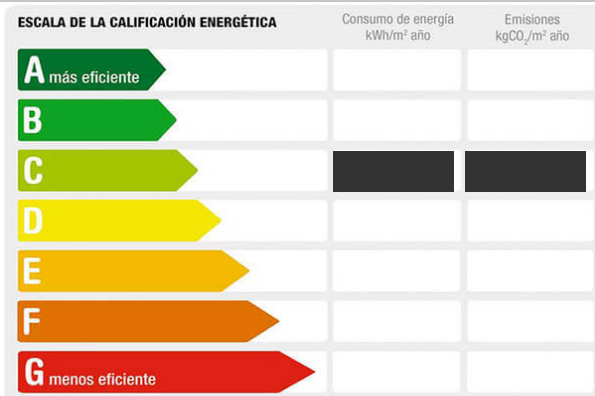 ESCALA DE LA CALIFICACIÓN ENERGÉTICA
Consumo de energía
kWh/m² año
Emisiones
kgCO₂/m² año
A más eficiente
B
C
D
E
F
G menos eficiente